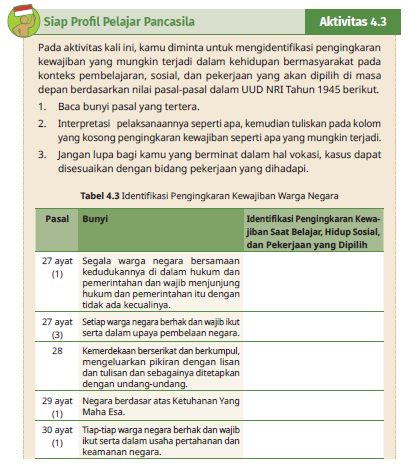 Siap Profil Pelajar Pancasila
Aktivitas 4.3
Pada aktivitas kali ini, kamu diminta untuk mengidentifikasi pengingkaran
kewajiban yang mungkin terjadi dalam kehidupan bermasyarakat pada
konteks pembelajaran, sosial, dan pekerjaan yang akan dipilih di masa
depan berdasarkan nilai pasal-pasal dalam UUD NRI Tahun 1945 berikut.
1. Baca bunyi pasal yang tertera.
2. Interpretasi pelaksanaannya seperti apa, kemudian tuliskan pada kolom
yang kosong pengingkaran kewajiban seperti apa yang mungkin terjadi.
3. Jangan lupa bagi kamu yang berminat dalam hal vokasi, kasus dapat
disesuaikan dengan bidang pekerjaan yang dihadapi.
Tabel 4.3 Identifikasi Pengingkaran Kewajiban Warga Negara
Pasal
Bunyi
Identifikasi Pengingkaran Kewa-
jiban Saat Belajar, Hidup Sosial,
dan Pekerjaan yang Dipilih
27 ayat
(1)
Segala warga negara bersamaan
kedudukannya di dalam hukum dan
pemerintahan dan wajib menjunjung
hukum dan pemerintahan itu dengan
tidak ada kecualinya.
27 ayat
(3)
Setiap warga negara berhak dan wajib ikut
serta dalam upaya pembelaan negara.
28
Kemerdekaan berserikat dan berkumpul,
mengeluarkan pikiran dengan lisan
dan tulisan dan sebagainya ditetapkan
dengan undang-undang.
29 ayat
(1)
Negara berdasar atas Ketuhanan Yang
Maha Esa.
30 ayat
(1)
Tiap-tiap warga negara berhak dan wajib
ikut serta dalam usaha pertahanan dan
keamanan negara.